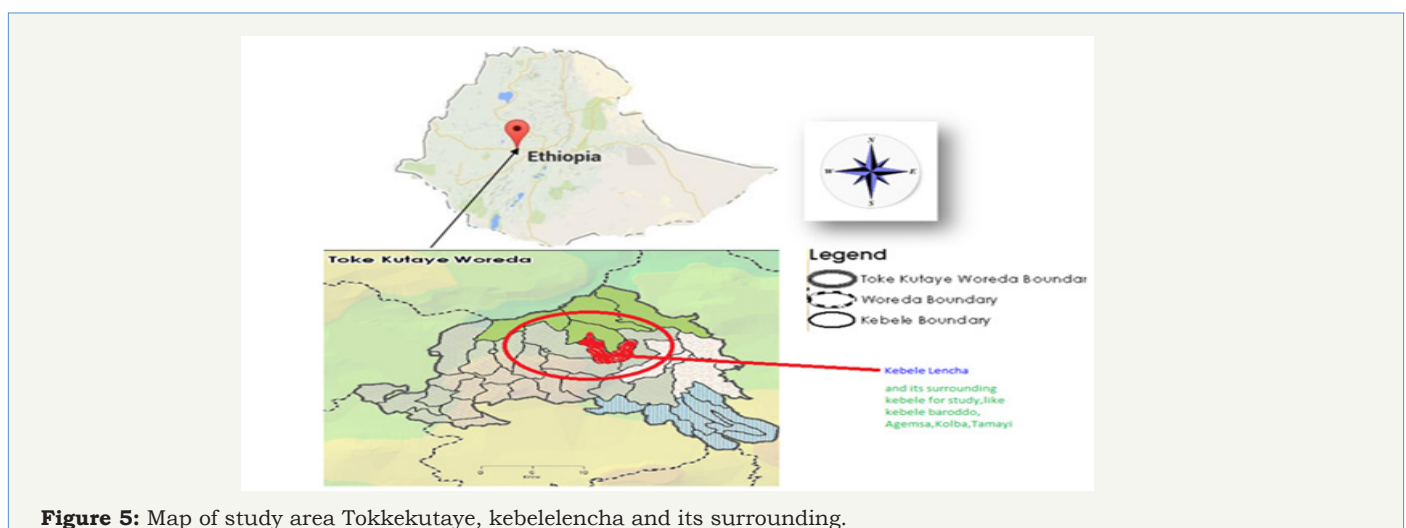 Ethiopia
N
W
E
S
Toke Kutaye Woreda
Legend
Toke Kutaye Woreda Boundar
Woreda Boundary
Kebele Boundary
Kebele Lencha
and its surrounding
kebele for study,like
kebele baroddo,
Agemsa,Kolba,Tamayi
0
10
Figure 5: Map of study area Tokkekutaye, kebelelencha and its surrounding.